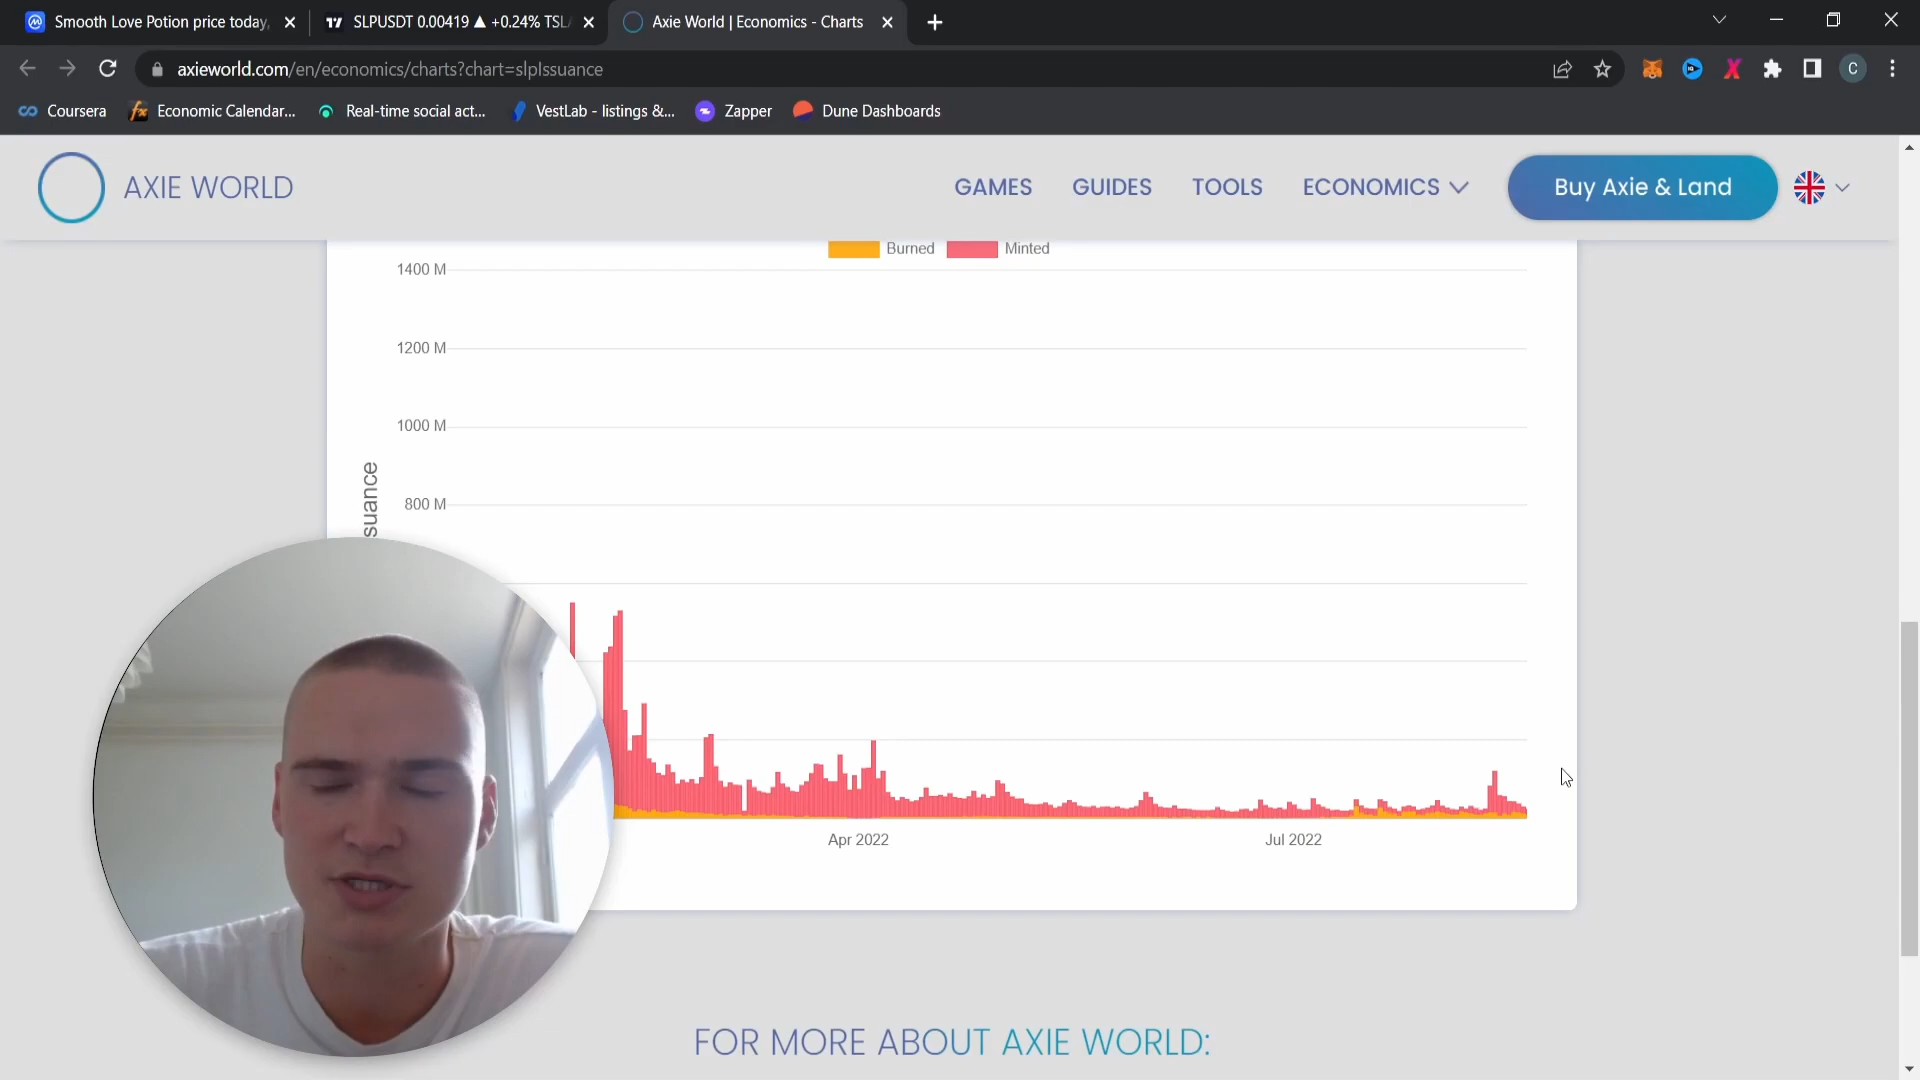 Smooth Love Potion price today,
SLPUSDT 0.00419 ▲ +0.24% TSL
Axie World | Economics - Charts
axieworld.com/en/economics/charts?chart=slpIssuance
C
Coursera
Economic Calendar...
Real-time social act...
VestLab - listings &...
Zapper
Dune Dashboards
AXIE WORLD
GAMES
GUIDES
TOOLS
ECONOMICS
Buy Axie & Land
Burned
Minted
1400 M
1200 M
1000 M
800 M
suance
Apr 2022
Jul 2022
FOR MORE ABOUT AXIE WORLD: